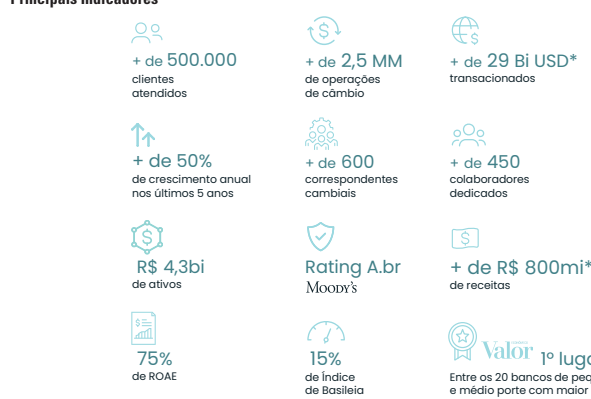 Principais Indicadores
+ de 500.000
clientes
atendidos
+ de 2,5 MM
de operações
de câmbio
+ de 29 Bi USD*
transacionados
+ de 50%
de crescimento anual
nos últimos 5 anos
+ de 600
correspondentes
cambiais
+ de 450
colaboradores
dedicados
R$ 4,3bi
de ativos
Rating A.br
Moody's
+ de R$ 800mi*
de receitas
75%
de ROAE
15%
de Índice
de Basileia
Valor 1º luga
Entre os 20 bancos de peq
e médio porte com maior